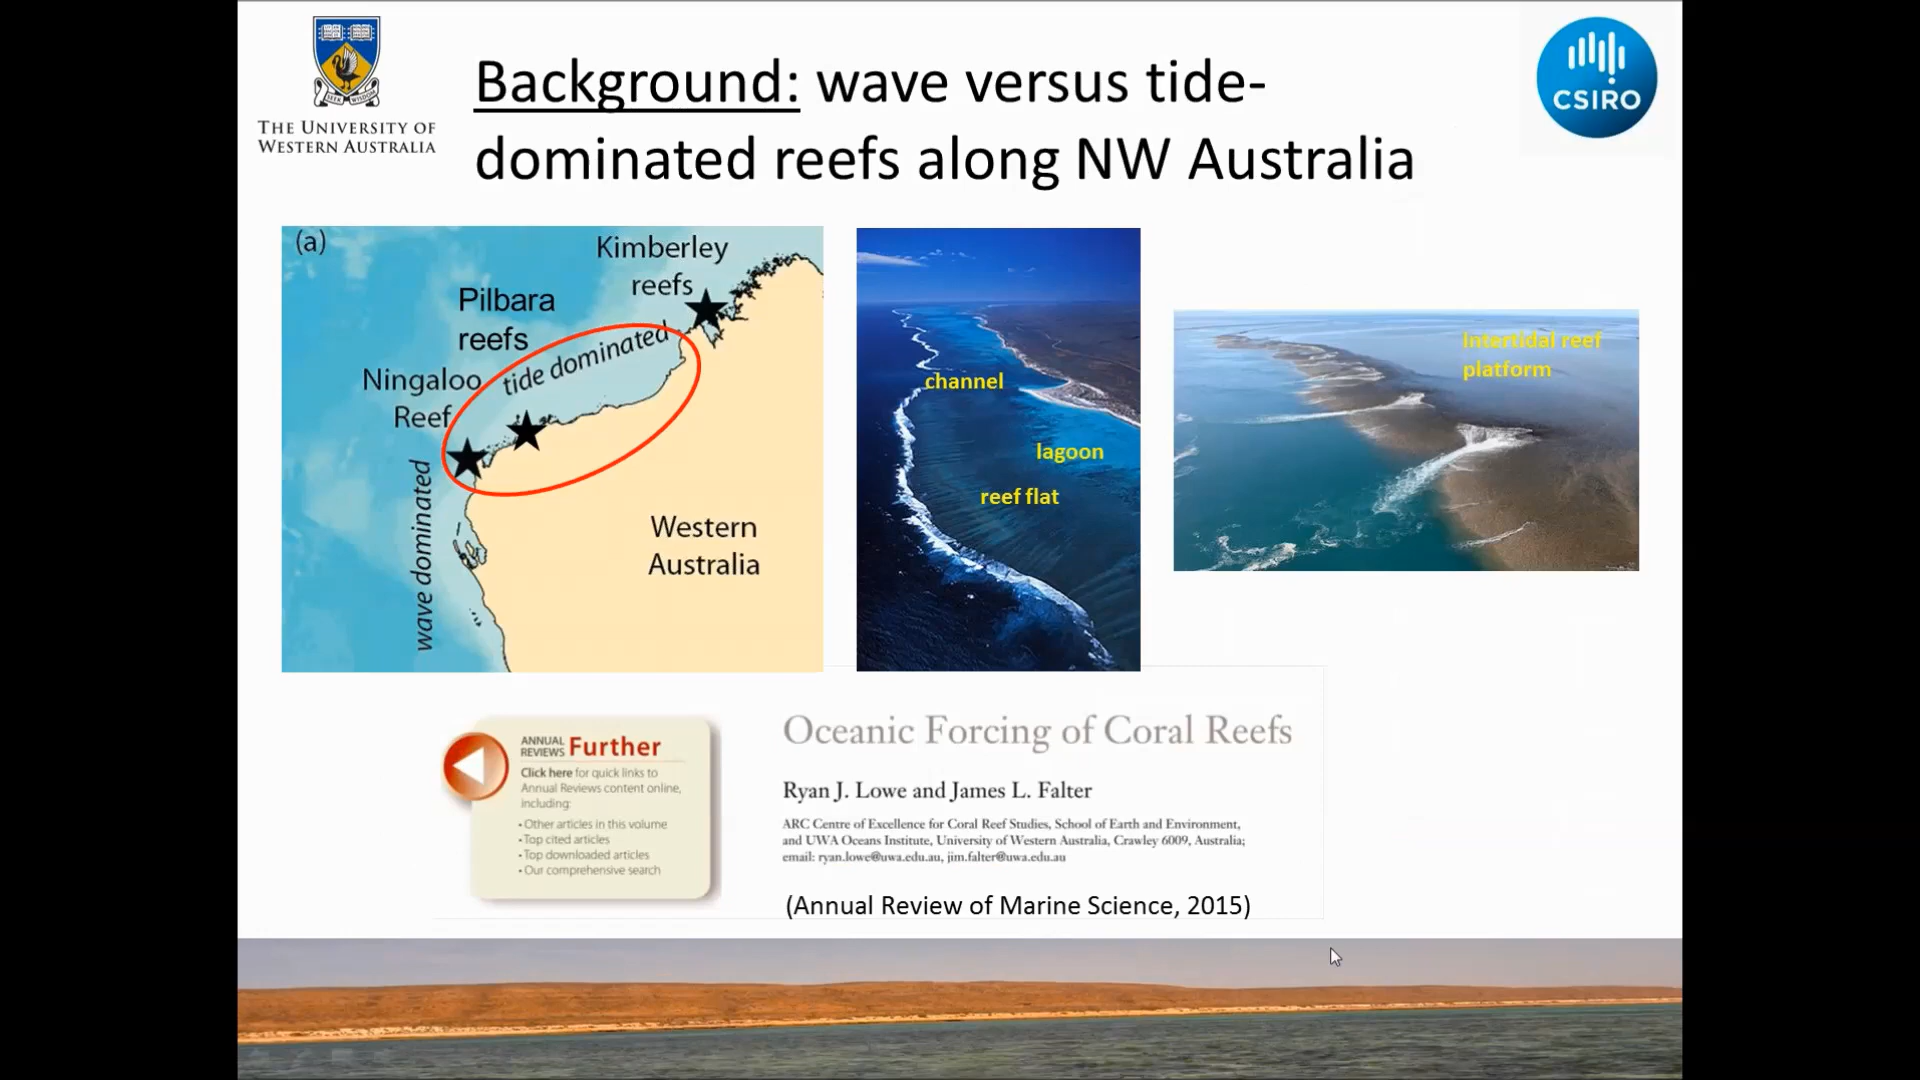 THE UNIVERSITY OF
WESTERN AUSTRALIA
Background: wave versus tide-
dominated reefs along NW Australia
CSIRO
(a)
Kimberley
reefs
Pilbara
reefs
tide dominated
Ningaloo
Reef
wave dominated
Western
Australia
channel
lagoon
reef flat
Intertidal reef
platform
ANNUAL
REVIEWS Further
Click here for quick links to
Annual Reviews content online,
including:
• Other articles in this volume
• Top cited articles
• Top downloaded articles
• Our comprehensive search
Oceanic Forcing of Coral Reefs
Ryan J. Lowe and James L. Falter
ARC Centre of Excellence for Coral Reef Studies, School of Earth and Environment,
and UWA Oceans Institute, University of Western Australia, Crawley 6009, Australia;
email: ryan.lowe@uwa.edu.au, jim.falter@uwa.edu.au
(Annual Review of Marine Science, 2015)